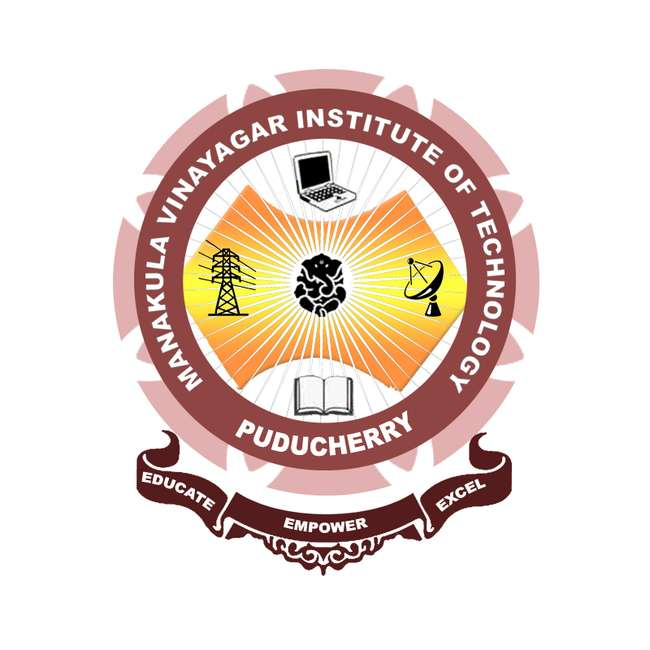 MANAKULA VINAYAGAR INSTITUTE OF TECHNOLOGY
PUDUCHERRY
EDUCATE
EMPOWER
EXCEL